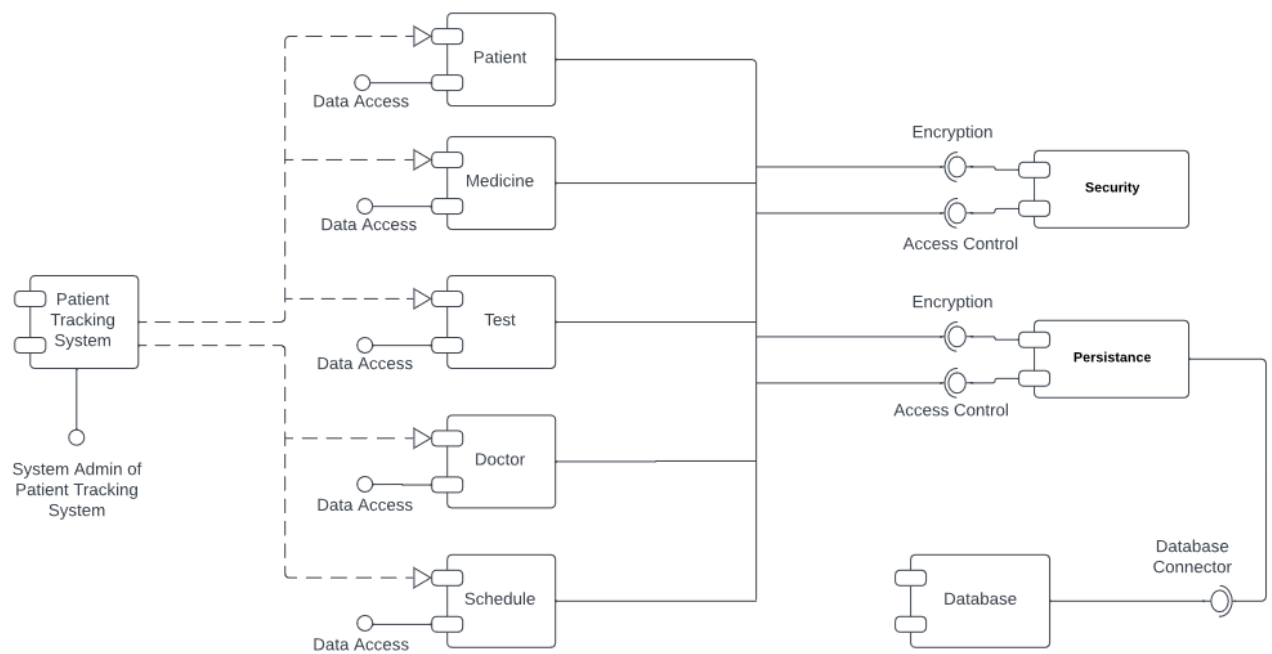 Patient
Data Access
Medicine
Data Access
Patient
Tracking
System
System Admin of
Patient Tracking
System
Test
Data Access
Doctor
Data Access
Schedule
Data Access
Encryption
Security
Access Control
Encryption
Persistance
Access Control
Database
Connector
Database